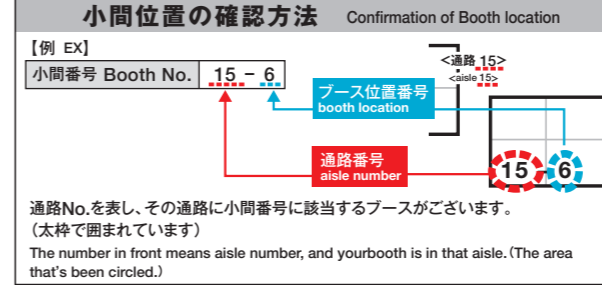 小間位置の確認方法 Confirmation of Booth location
【例 EX】
小間番号 Booth No. 15 - 6
<通路 15>
<aisle 15>
ブース位置番号
booth location
通路番号
aisle number
15 - 6
通路No.を表し、その通路に小間番号に該当するブースがございます。
（太枠で囲まれています）
The number in front means aisle number, and yourbooth is in that aisle. (The area
that's been circled.)